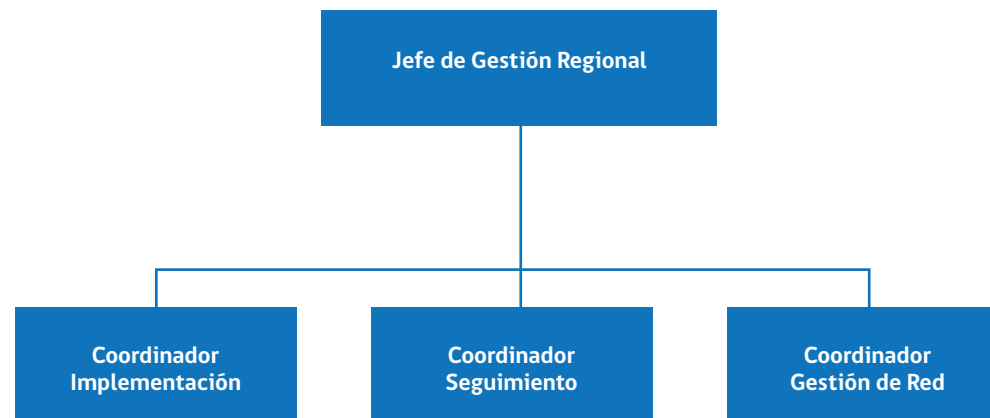 Jefe de Gestión Regional
Coordinador
Implementación
Coordinador
Seguimiento
Coordinador
Gestión de Red